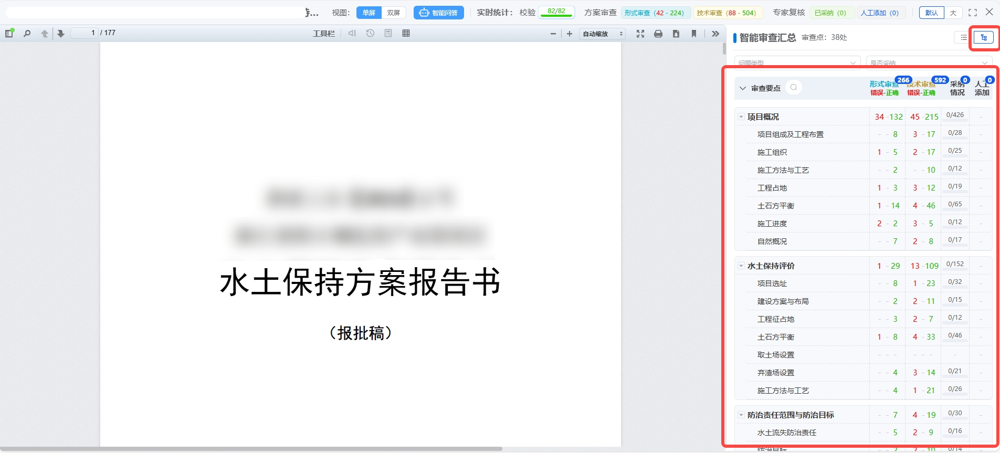 视图： 单屏 双屏 智能问答 实时统计： 校验 82/82 方案审查 形式审查（42 - 224） 技术审查（88 - 504） 专家复核 已采纳（0） 人工添加（0） 默认 大
1 / 177 工具栏 自动缩放
水土保持方案报告书
（报批稿）
智能审查汇总 审查点：38处
问题类型 是否采纳
审查要点 形式审查 266 技术审查 592 采纳 0 人工 0
错误-正确 错误-正确 情况 添加
项目概况 34 -132 45 -215 0/426 -
项目组成及工程布置 - - 8 3 - 17 0/28 -
施工组织 1 - 5 2 - 17 0/25 -
施工方法与工艺 - - 2 - - 10 0/12 -
工程占地 1 - 3 3 - 12 0/19 -
土石方平衡 1 - 14 4 - 46 0/65 -
施工进度 2 - 2 3 - 5 0/12 -
自然概况 - - 7 2 - 8 0/17 -
水土保持评价 1 - 29 13 -109 0/152 -
项目选址 - - 8 1 - 23 0/32 -
建设方案与布局 - - 2 2 - 11 0/15 -
工程征占地 - - 3 2 - 7 0/12 -
土石方平衡 1 - 8 4 - 33 0/46 -
取土场设置 - - - - - - - -
弃渣场设置 - - 4 3 - 14 0/21 -
施工方法与工艺 - - 4 1 - 21 0/26 -
防治责任范围与防治目标 - - 7 4 - 19 0/30 -
水土流失防治责任 - - 5 2 - 9 0/16 -
防治目标 - - 2 2 - 10 0/14 -